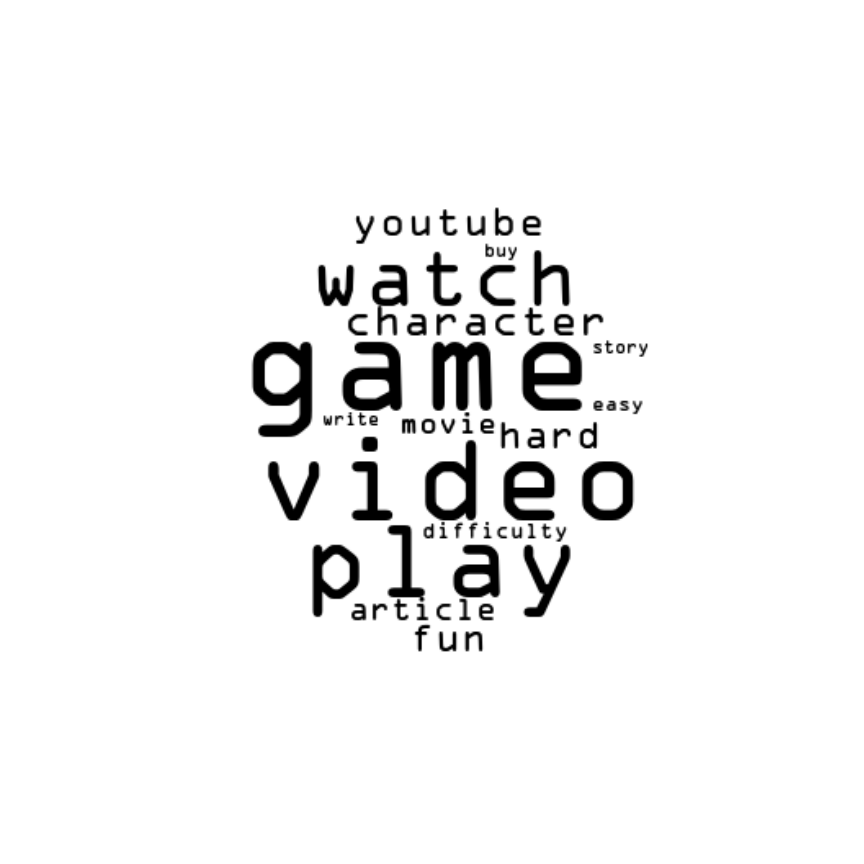 youtube
buy
watch
character
game
story
easy
write
movie
hard
video
difficulty
play
article
fun